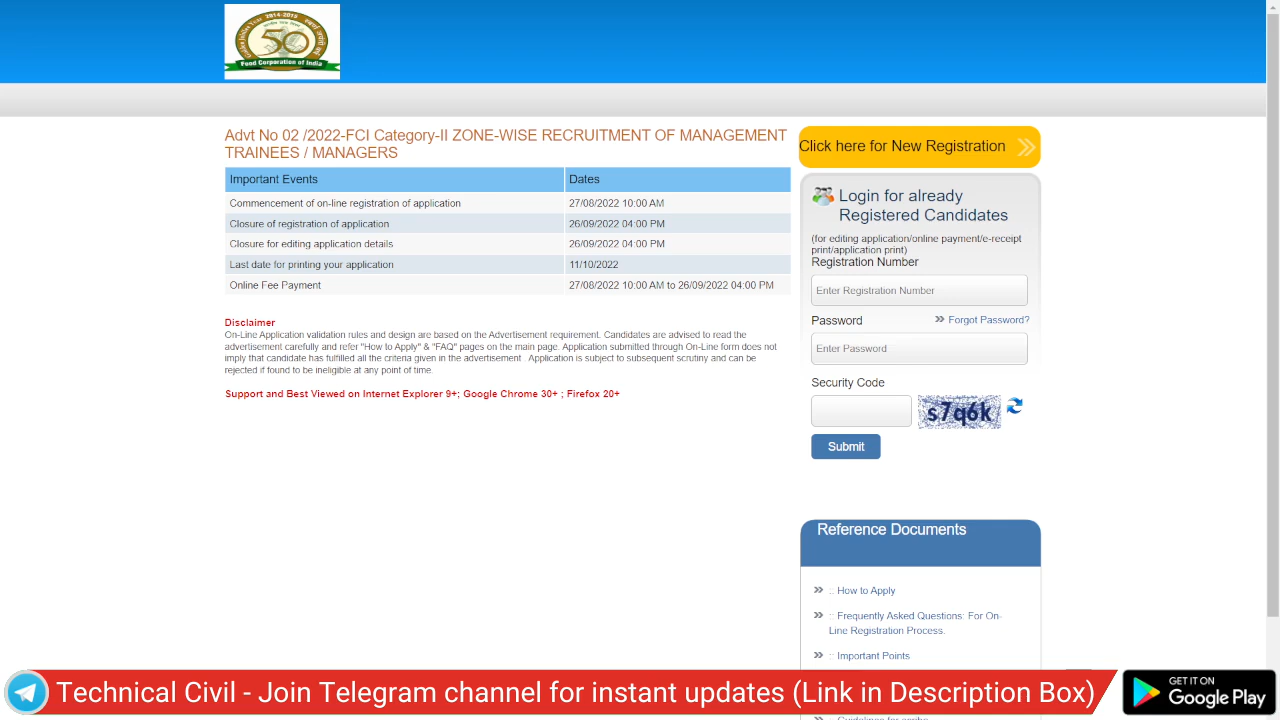 Golden Jubilee Year 2014-2015
50
Food Corporation of India
Advt No 02 /2022-FCI Category-II ZONE-WISE RECRUITMENT OF MANAGEMENT
TRAINEES / MANAGERS
Important Events Dates
Commencement of on-line registration of application 27/08/2022 10:00 AM
Closure of registration of application 26/09/2022 04:00 PM
Closure for editing application details 26/09/2022 04:00 PM
Last date for printing your application 11/10/2022
Online Fee Payment 27/08/2022 10:00 AM to 26/09/2022 04:00 PM
Disclaimer
On-Line Application validation rules and design are based on the Advertisement requirement. Candidates are advised to read the
advertisement carefully and refer "How to Apply" & "FAQ" pages on the main page. Application submitted through On-Line form does not
imply that candidate has fulfilled all the criteria given in the advertisement . Application is subject to subsequent scrutiny and can be
rejected if found to be ineligible at any point of time.
Support and Best Viewed on Internet Explorer 9+; Google Chrome 30+ ; Firefox 20+
Click here for New Registration
Login for already
Registered Candidates
(for editing application/online payment/e-receipt
print/application print)
Registration Number
Enter Registration Number
Password Forgot Password?
Enter Password
Security Code
s7q6k
Submit
Reference Documents
:: How to Apply
:: Frequently Asked Questions: For On-
Line Registration Process.
:: Important Points
Technical Civil - Join Telegram channel for instant updates (Link in Description Box)
GET IT ON
Google Play